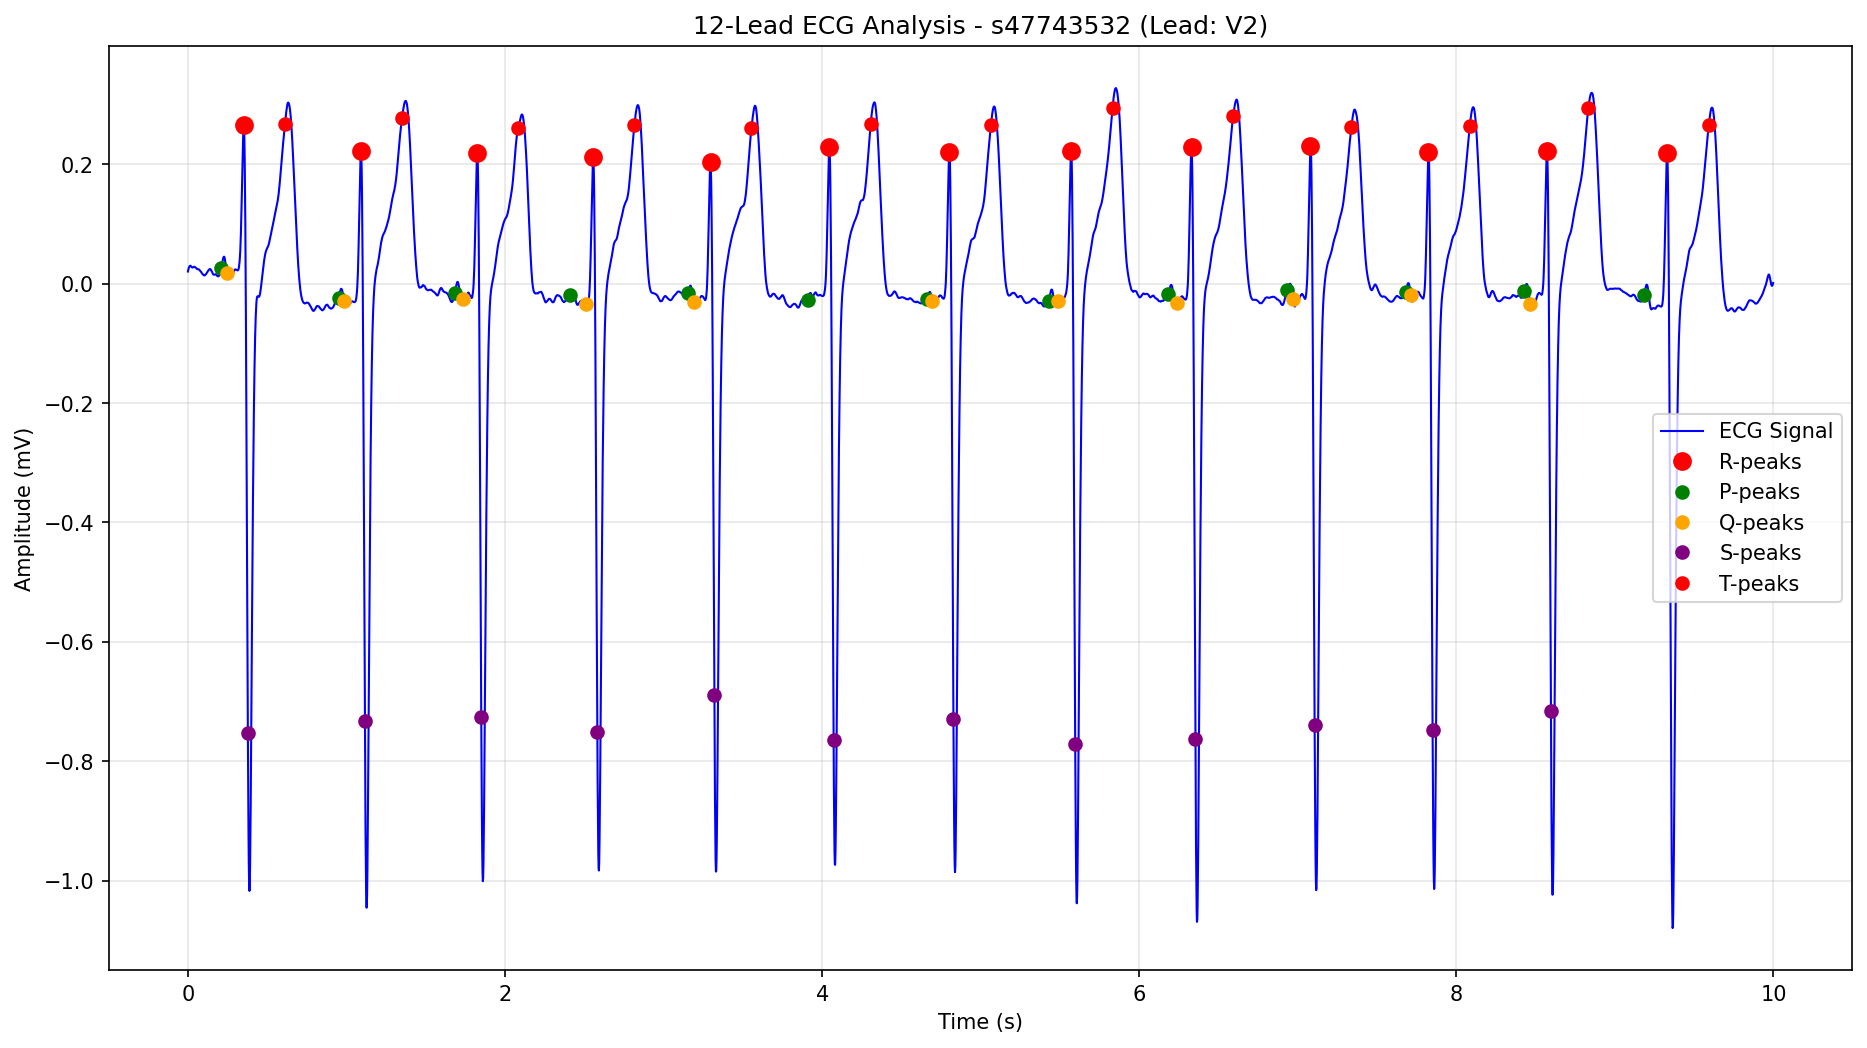 12-Lead ECG Analysis - s47743532 (Lead: V2)
Amplitude (mV)
0.2
0.0
−0.2
−0.4
−0.6
−0.8
−1.0
ECG Signal
R-peaks
P-peaks
Q-peaks
S-peaks
T-peaks
0
2
4
6
8
10
Time (s)